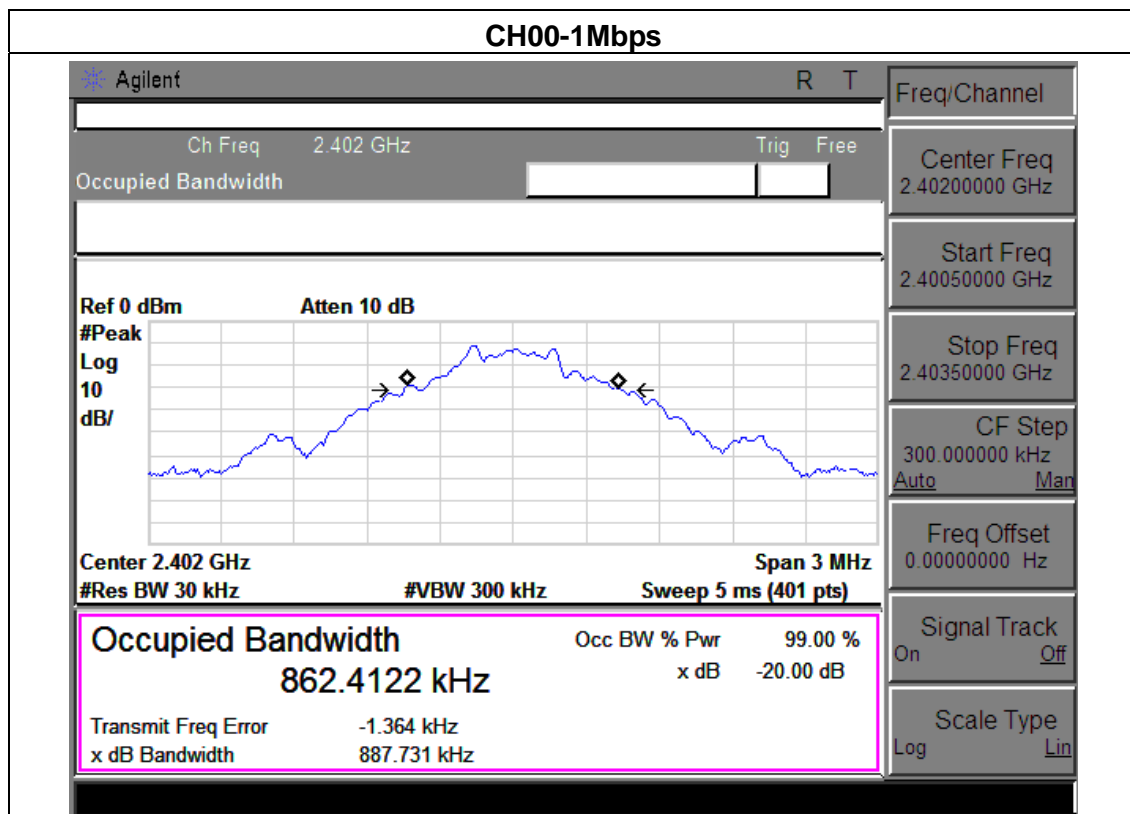 CH00-1Mbps
Agilent R T
Ch Freq 2.402 GHz Trig Free
Occupied Bandwidth
Ref 0 dBm Atten 10 dB
#Peak
Log
10
dB/
Center 2.402 GHz Span 3 MHz
#Res BW 30 kHz #VBW 300 kHz Sweep 5 ms (401 pts)
Occupied Bandwidth Occ BW % Pwr 99.00 %
862.4122 kHz x dB -20.00 dB
Transmit Freq Error -1.364 kHz
x dB Bandwidth 887.731 kHz
Freq/Channel
Center Freq
2.40200000 GHz
Start Freq
2.40050000 GHz
Stop Freq
2.40350000 GHz
CF Step
300.000000 kHz
Auto Man
Freq Offset
0.00000000 Hz
Signal Track
On Off
Scale Type
Log Lin